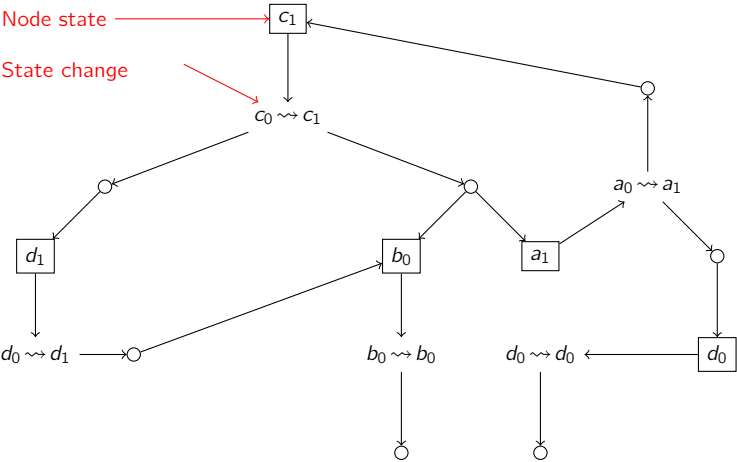 Node state
c₁
State change
c₀ ⇝ c₁
a₀ ⇝ a₁
d₁
b₀
a₁
d₀ ⇝ d₁
b₀ ⇝ b₀
d₀ ⇝ d₀
d₀